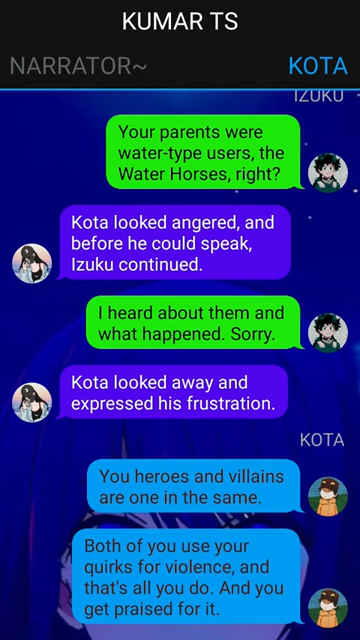 KUMAR TS
NARRATOR~ KOTA
IZUKU
Your parents were
water-type users, the
Water Horses, right?
Kota looked angered, and
before he could speak,
Izuku continued.
I heard about them and
what happened. Sorry.
Kota looked away and
expressed his frustration.
KOTA
You heroes and villains
are one in the same.
Both of you use your
quirks for violence, and
that's all you do. And you
get praised for it.